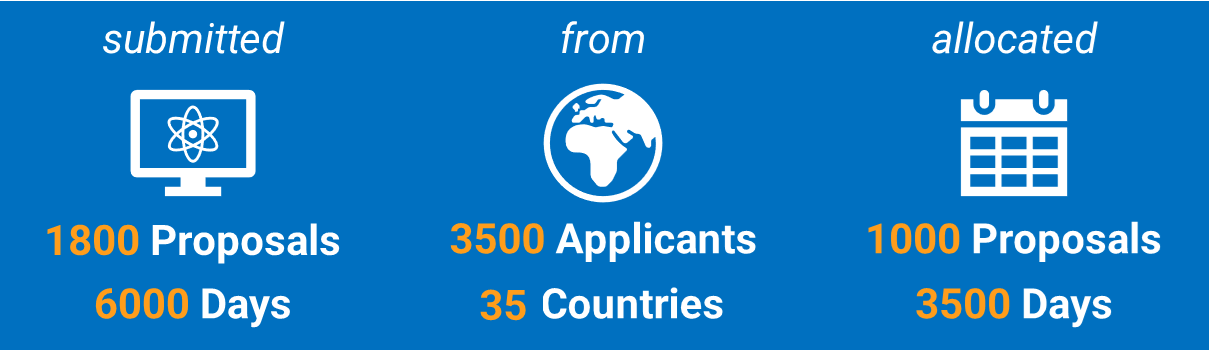 submitted
1800 Proposals
6000 Days
from
3500 Applicants
35 Countries
allocated
1000 Proposals
3500 Days